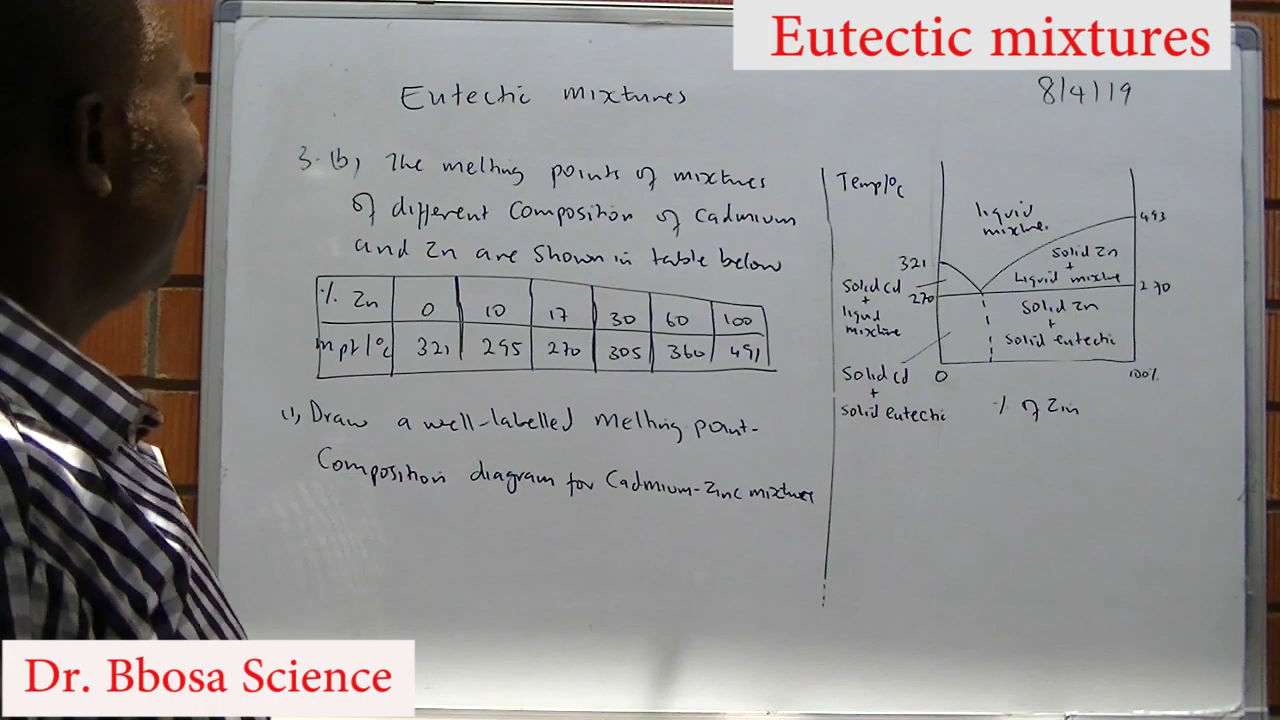 Eutectic mixtures
Eutectic mixtures
8/4/19
3. (b), The melting points of mixtures
of different Composition of Cadmium
and Zn are shown in table below
% Zn 0 10 17 30 60 100
mpt/°c 321 295 270 305 360 491
(i), Draw a well-labelled melting point-
Composition diagram for Cadmium-Zinc mixtures
Temp/°c
liquid
mixture.
493
321
solid Zn
+
Liquid mixture
Solid cd
+
liquid
mixture
270
270
Solid Zn
+
solid eutectic
Solid cd
+
solid eutectic
0
100%
% of Zin
Dr. Bbosa Science